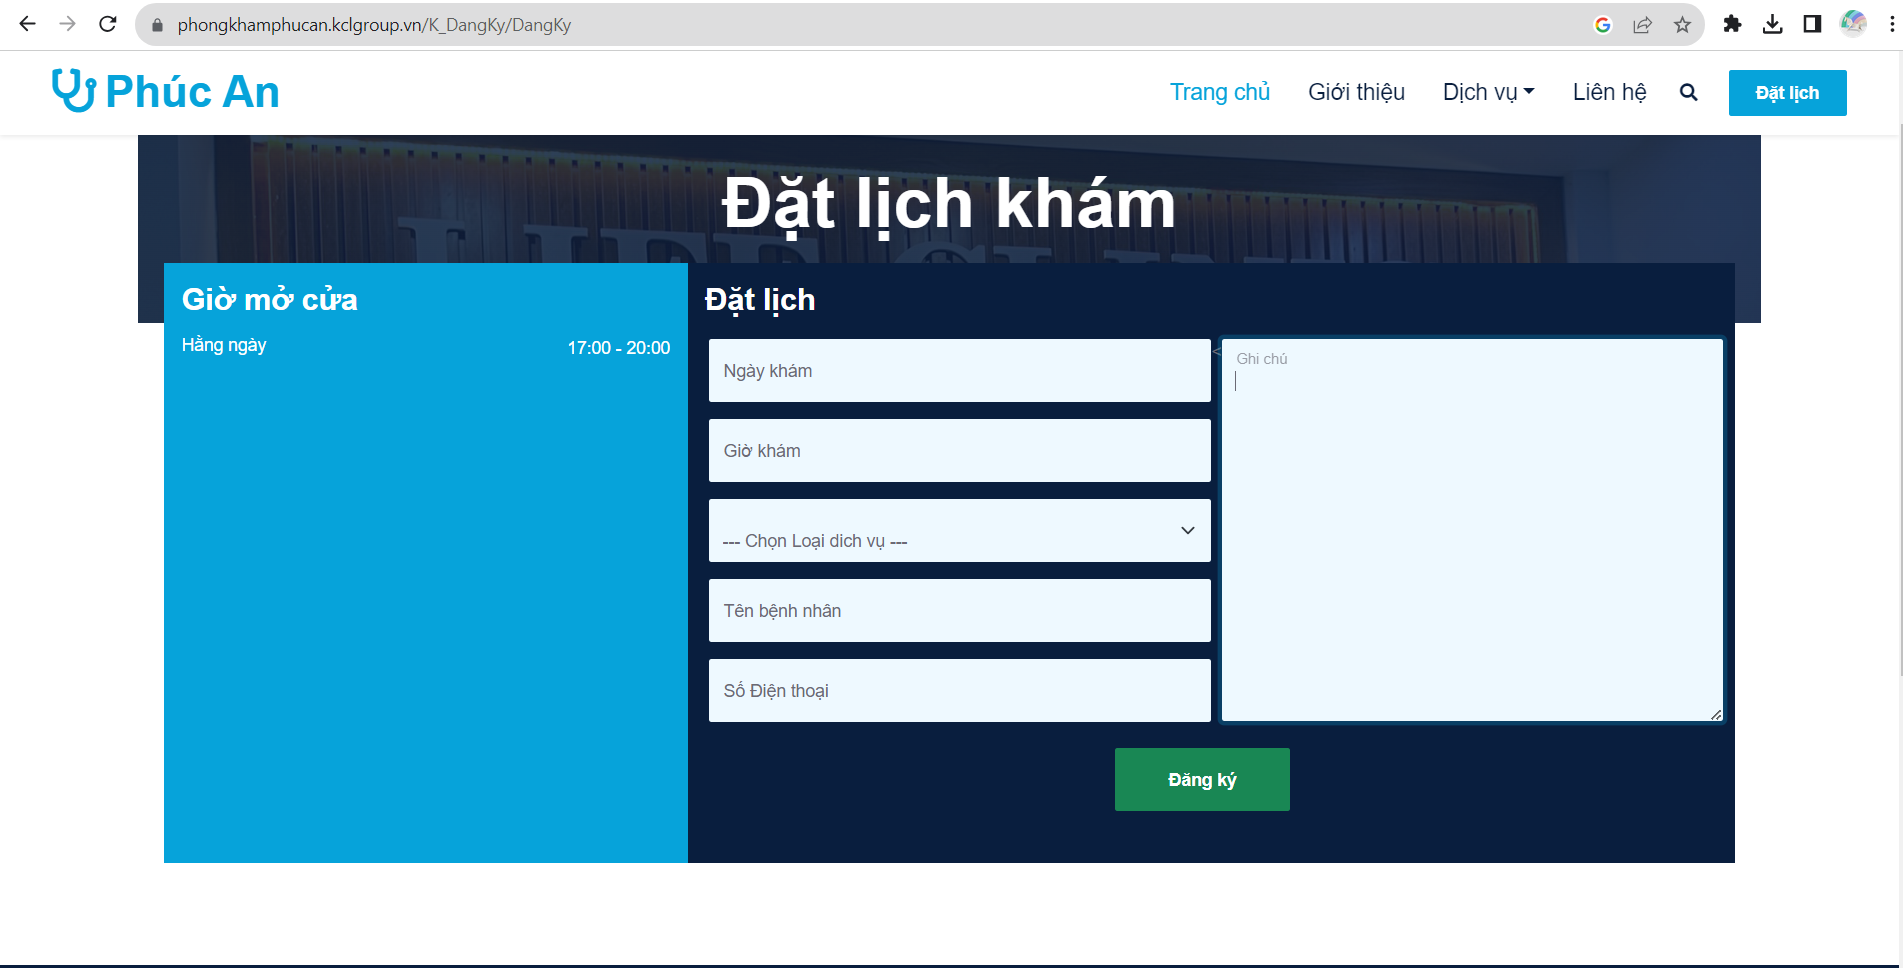 phongkhamphucan.kclgroup.vn/K_DangKy/DangKy
Phúc An
Trang chủ
Giới thiệu
Dịch vụ
Liên hệ
Đặt lịch
Đặt lịch khám
Giờ mở cửa
Hằng ngày
17:00 - 20:00
Đặt lịch
Ngày khám
<
Ghi chú
Giờ khám
--- Chọn Loại dich vụ ---
Tên bệnh nhân
Số Điện thoại
Đăng ký